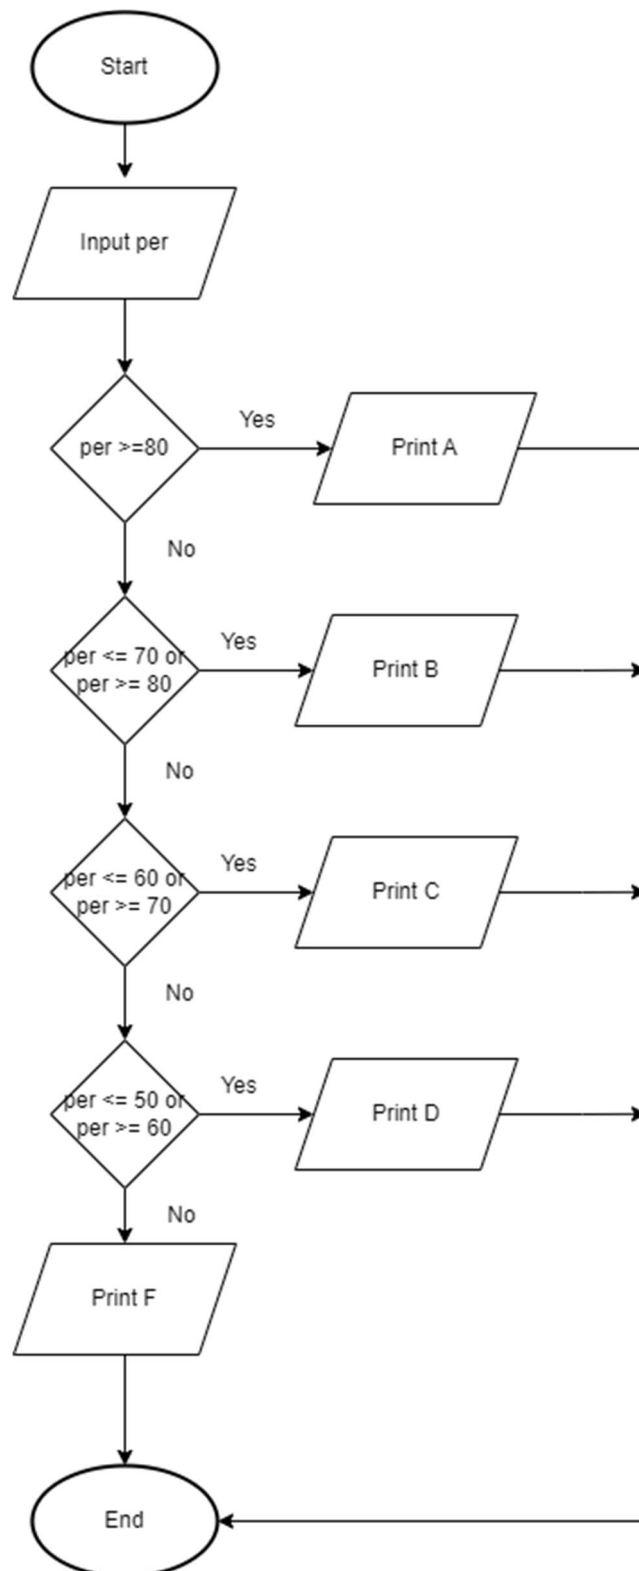 Start
Input per
per >=80
Yes
Print A
No
per <= 70 or
per >= 80
Yes
Print B
No
per <= 60 or
per >= 70
Yes
Print C
No
per <= 50 or
per >= 60
Yes
Print D
No
Print F
End